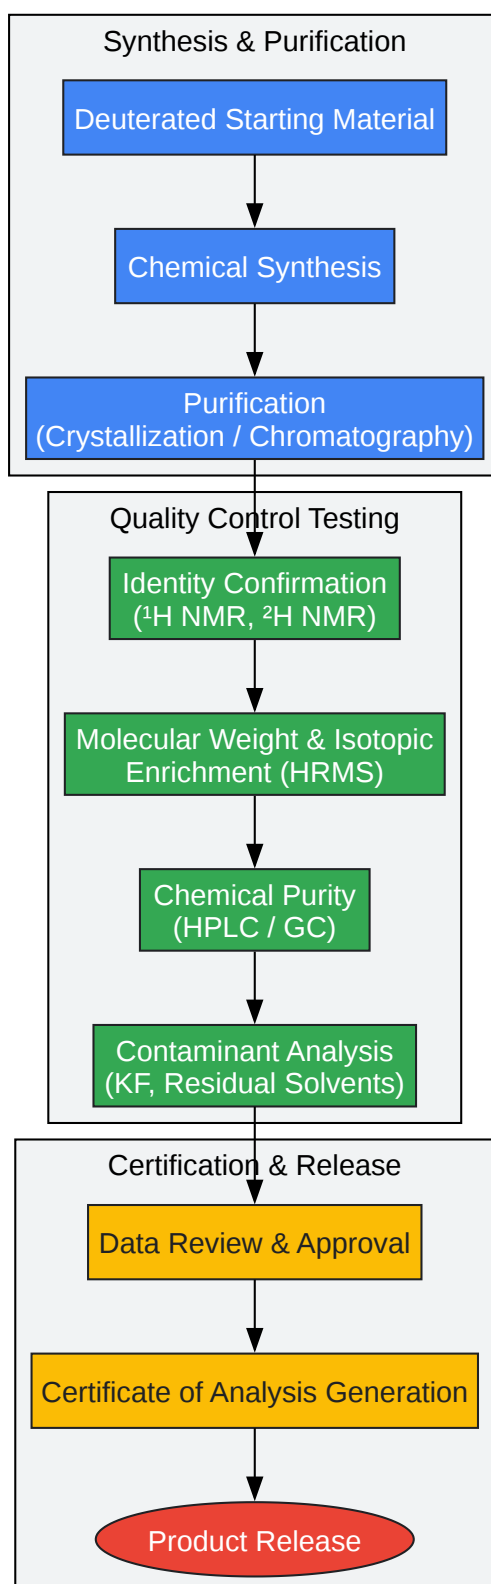 Synthesis & Purification
Deuterated Starting Material
Chemical Synthesis
Purification
(Crystallization / Chromatography)
Quality Control Testing
Identity Confirmation
(¹H NMR, ²H NMR)
Molecular Weight & Isotopic
Enrichment (HRMS)
Chemical Purity
(HPLC / GC)
Contaminant Analysis
(KF, Residual Solvents)
Certification & Release
Data Review & Approval
Certificate of Analysis Generation
Product Release